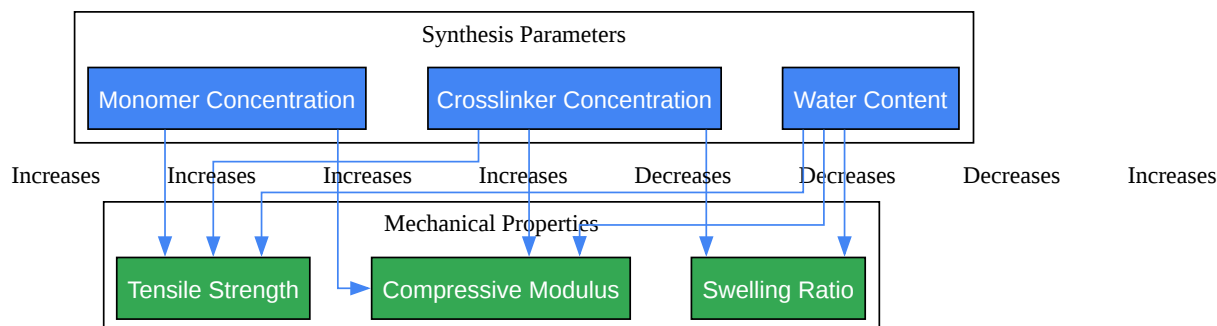 Synthesis Parameters
Monomer Concentration
Crosslinker Concentration
Water Content
Increases
Increases
Increases
Increases
Decreases
Decreases
Decreases
Increases
Mechanical Properties
Tensile Strength
Compressive Modulus
Swelling Ratio